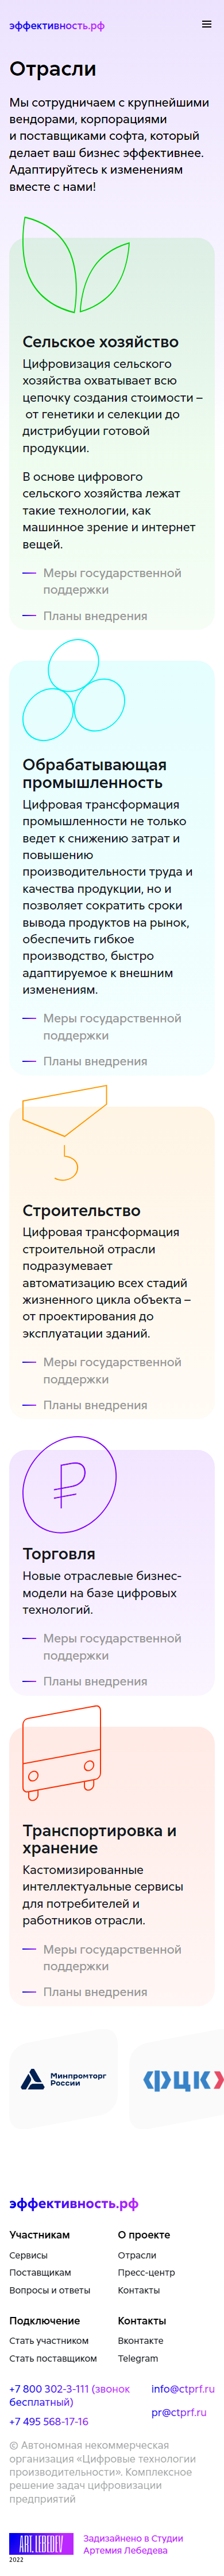 эффективность.рф
Отрасли
Мы сотрудничаем с крупнейшими
вендорами, корпорациями
и поставщиками софта, который
делает ваш бизнес эффективнее.
Адаптируйтесь к изменениям
вместе с нами!
Сельское хозяйство
Цифровизация сельского
хозяйства охватывает всю
цепочку создания стоимости –
от генетики и селекции до
дистрибуции готовой
продукции.
В основе цифрового
сельского хозяйства лежат
такие технологии, как
машинное зрение и интернет
вещей.
Меры государственной
поддержки
Планы внедрения
Обрабатывающая
промышленность
Цифровая трансформация
промышленности не только
ведет к снижению затрат и
повышению
производительности труда и
качества продукции, но и
позволяет сократить сроки
вывода продуктов на рынок,
обеспечить гибкое
производство, быстро
адаптируемое к внешним
изменениям.
Меры государственной
поддержки
Планы внедрения
Строительство
Цифровая трансформация
строительной отрасли
подразумевает
автоматизацию всех стадий
жизненного цикла объекта –
от проектирования до
эксплуатации зданий.
Меры государственной
поддержки
Планы внедрения
Торговля
Новые отраслевые бизнес-
модели на базе цифровых
технологий.
Меры государственной
поддержки
Планы внедрения
Транспортировка и
хранение
Кастомизированные
интеллектуальные сервисы
для потребителей и
работников отрасли.
Меры государственной
поддержки
Планы внедрения
Минпромторг
России
ФЦК
эффективность.рф
Участникам
Сервисы
Поставщикам
Вопросы и ответы
О проекте
Отрасли
Пресс-центр
Контакты
Подключение
Стать участником
Стать поставщиком
Контакты
Вконтакте
Telegram
+7 800 302-3-111 (звонок
бесплатный)
+7 495 568-17-16
info@ctprf.ru
pr@ctprf.ru
© Автономная некоммерческая
организация «Цифровые технологии
производительности». Комплексное
решение задач цифровизации
предприятий
ART. LEBEDEV
2022
Задизайнено в Студии
Артемия Лебедева